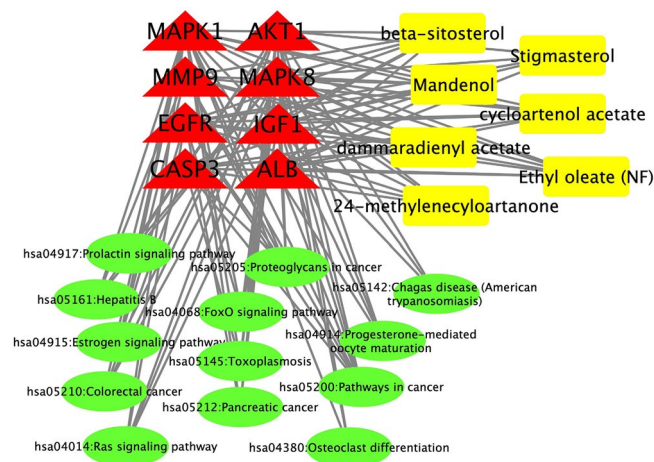 MAPK1
AKT1
beta-sitosterol
Stigmasterol
MMP9
MAPK8
Mandenol
EGFR
IGF1
cycloartenol acetate
dammaradienyl acetate
CASP3
ALB
Ethyl oleate (NF)
24-methylenecyloartanone
hsa04917:Prolactin signaling pathway
hsa05205:Proteoglycans in cancer
hsa05142:Chagas disease (American
trypanosomiasis)
hsa05161:Hepatitis B
hsa04068:FoxO signaling pathway
hsa04915:Estrogen signaling pathway
hsa04914:Progesterone-mediated
oocyte maturation
hsa05145:Toxoplasmosis
hsa05210:Colorectal cancer
hsa05200:Pathways in cancer
hsa05212:Pancreatic cancer
hsa04014:Ras signaling pathway
hsa04380:Osteoclast differentiation